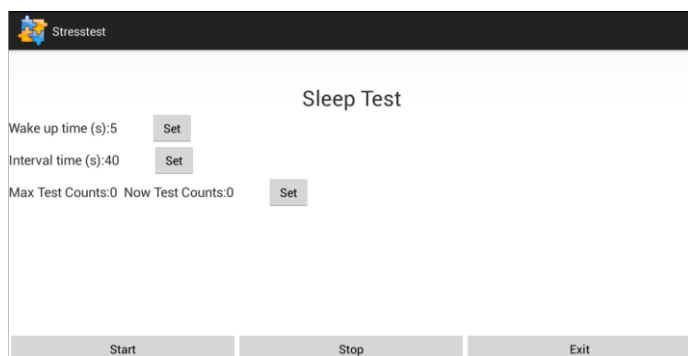 Stresstest
Sleep Test
Wake up time (s):5 Set
Interval time (s):40 Set
Max Test Counts:0 Now Test Counts:0 Set
Start Stop Exit